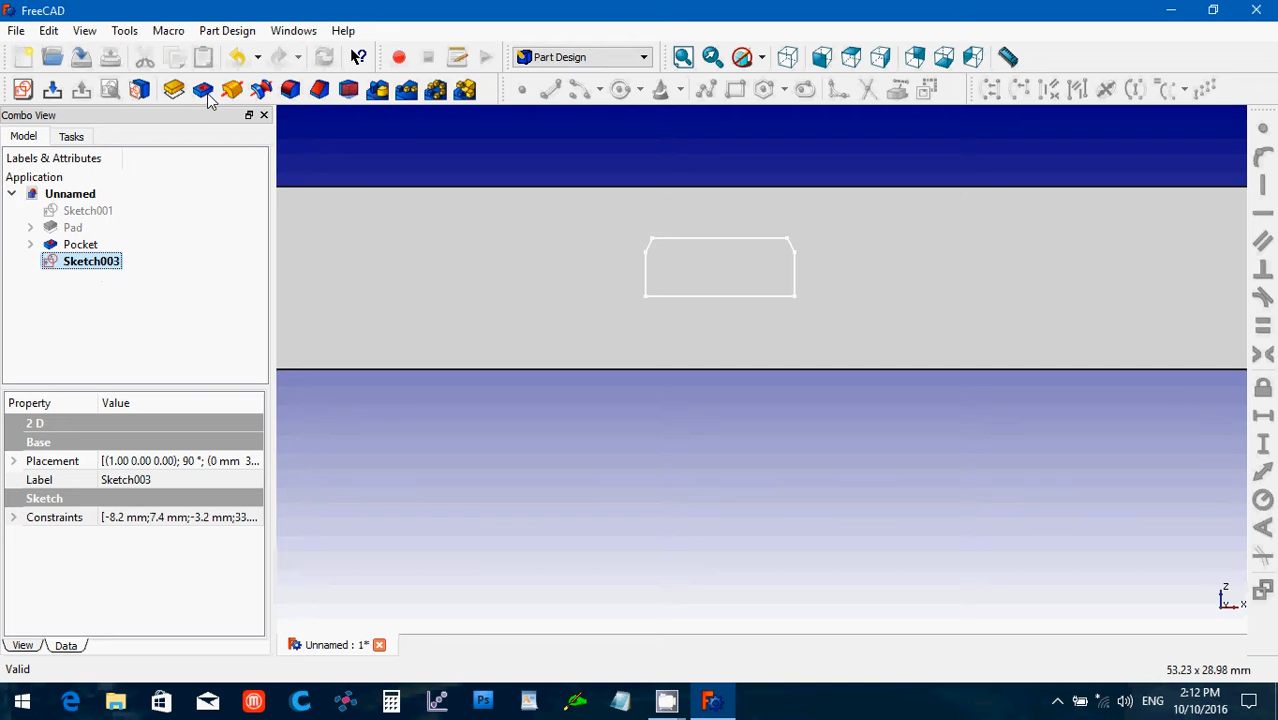 FreeCAD
File Edit View Tools Macro Part Design Windows Help
Part Design
Combo View
Model Tasks
Labels & Attributes
Application
Unnamed
Sketch001
Pad
Pocket
Sketch003
Property Value
2 D
Base
Placement [(1.00 0.00 0.00); 90 °; (0 mm 3...
Label Sketch003
Sketch
Constraints [-8.2 mm;7.4 mm;-3.2 mm;33....
Z
Y X
View Data
Unnamed : 1*
Valid 53.23 x 28.98 mm
ENG
2:12 PM
10/10/2016